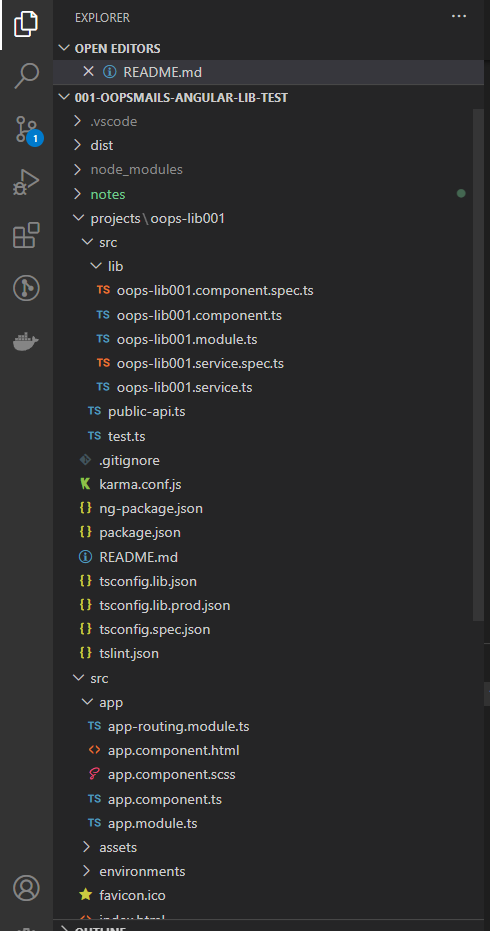 EXPLORER
OPEN EDITORS
README.md
001-OOPSMAILS-ANGULAR-LIB-TEST
.vscode
dist
node_modules
1
notes
projects\oops-lib001
src
lib
TS oops-lib001.component.spec.ts
TS oops-lib001.component.ts
TS oops-lib001.module.ts
TS oops-lib001.service.spec.ts
TS oops-lib001.service.ts
TS public-api.ts
TS test.ts
.gitignore
karma.conf.js
{} ng-package.json
{} package.json
README.md
{} tsconfig.lib.json
{} tsconfig.lib.prod.json
{} tsconfig.spec.json
{} tslint.json
src
app
TS app-routing.module.ts
<> app.component.html
app.component.scss
TS app.component.ts
TS app.module.ts
assets
environments
favicon.ico
<> index.html
OUTLINE